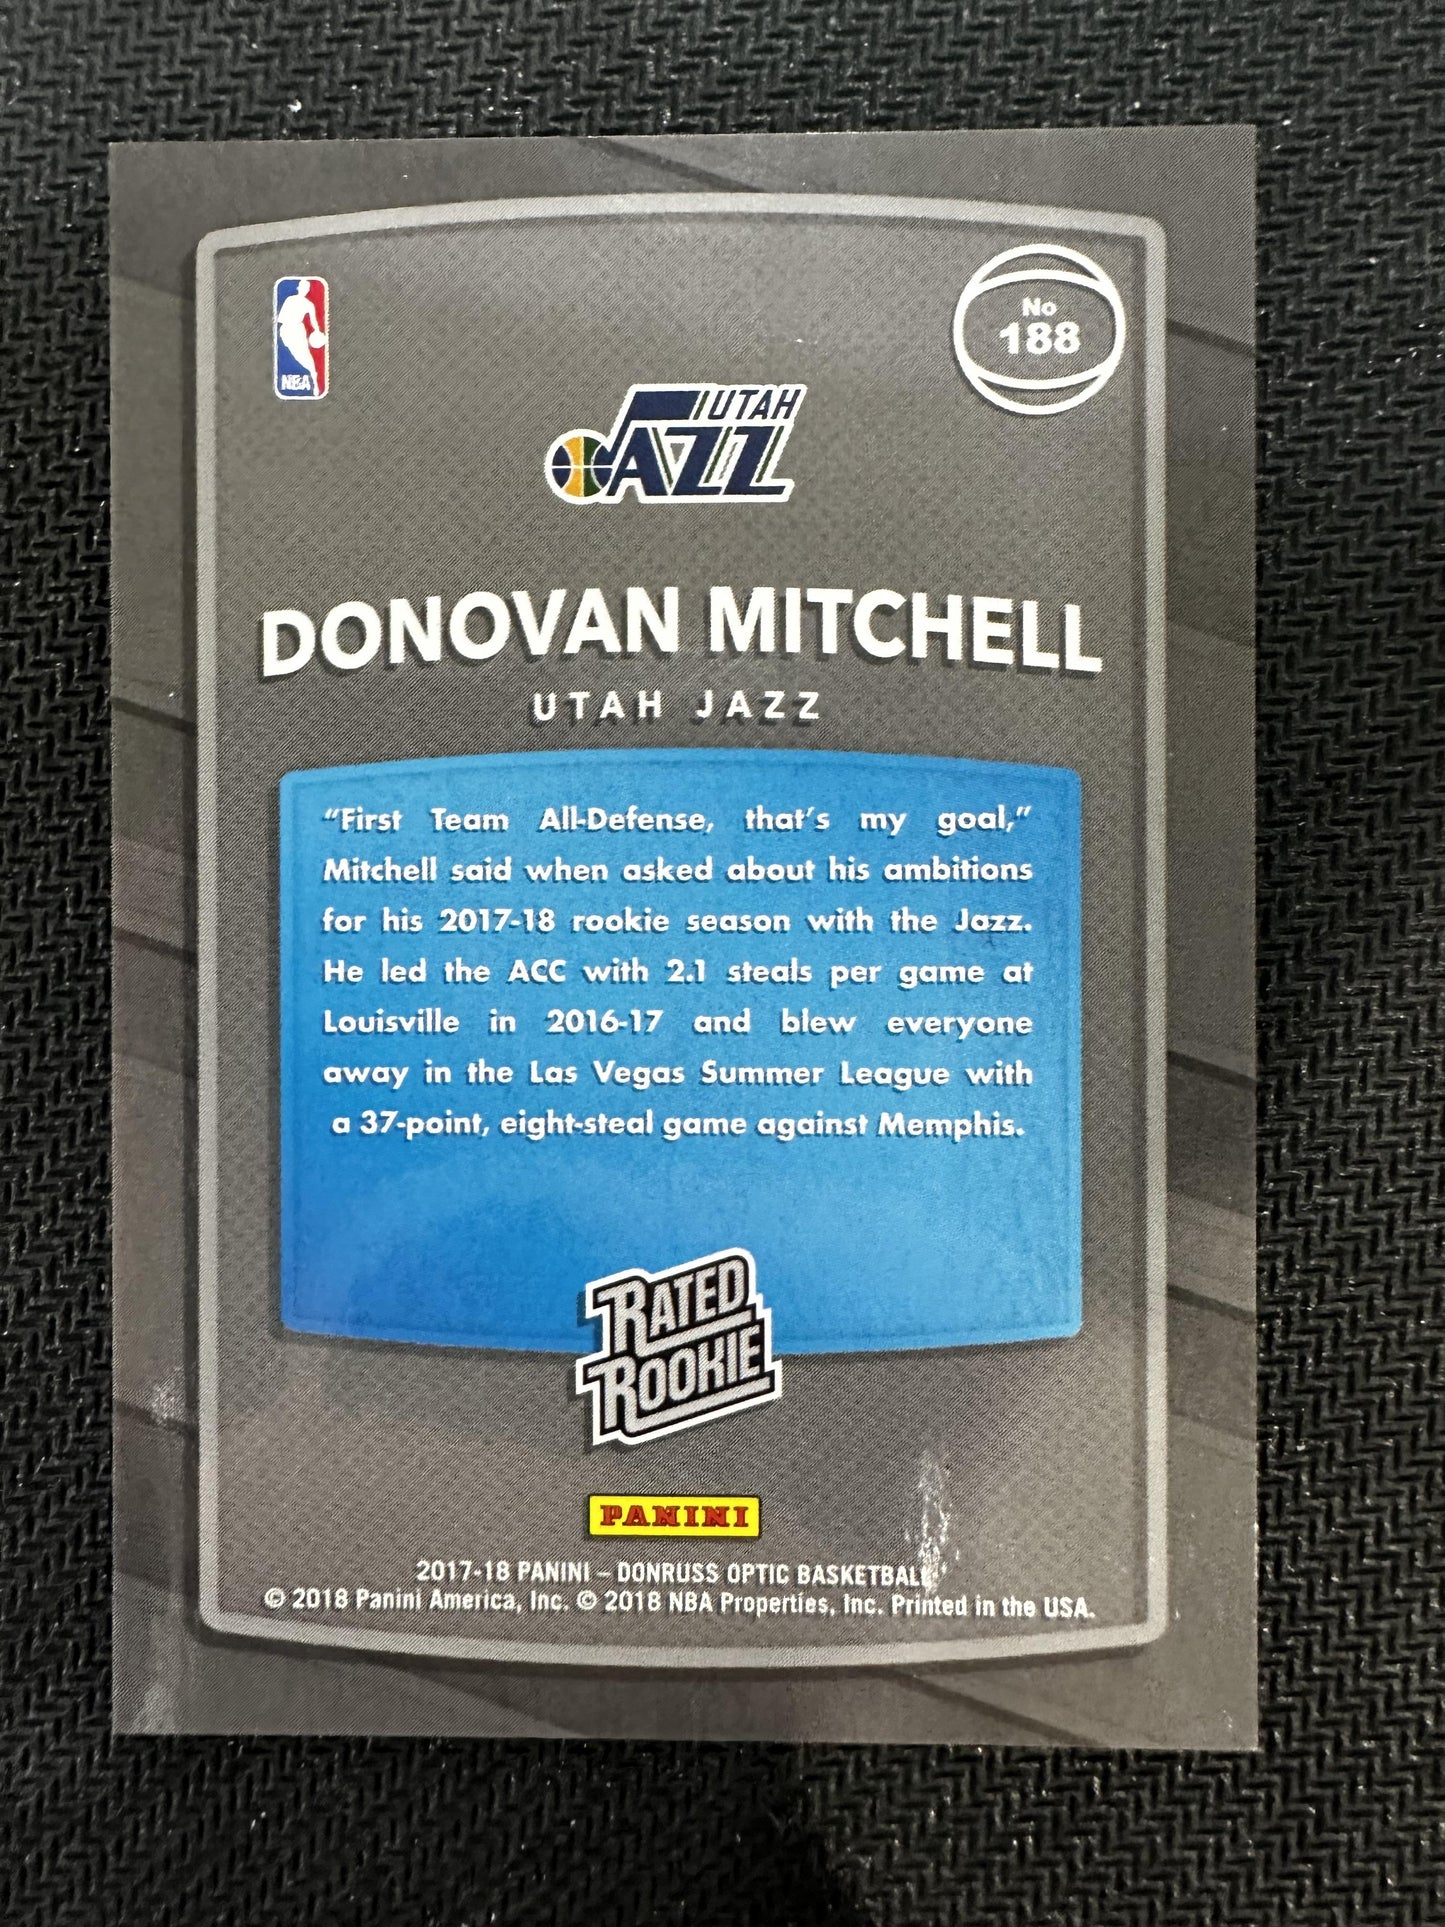 NBA
No
188
UTAH
JAZZ
DONOVAN MITCHELL
UTAH JAZZ
“First Team All-Defense, that’s my goal,”
Mitchell said when asked about his ambitions
for his 2017-18 rookie season with the Jazz.
He led the ACC with 2.1 steals per game at
Louisville in 2016-17 and blew everyone
away in the Las Vegas Summer League with
a 37-point, eight-steal game against Memphis.
RATED
ROOKIE
PANINI
2017-18 PANINI – DONRUSS OPTIC BASKETBALL
© 2018 Panini America, Inc. © 2018 NBA Properties, Inc. Printed in the USA.